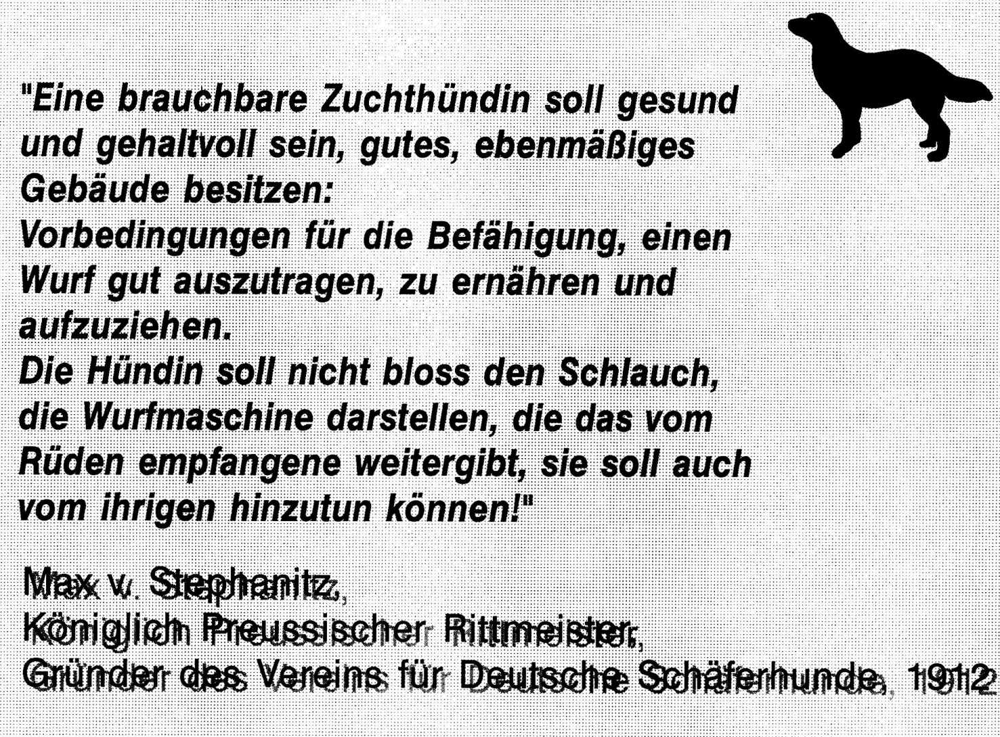 "Eine brauchbare Zuchthündin soll gesund
und gehaltvoll sein, gutes, ebenmäßiges
Gebäude besitzen:
Vorbedingungen für die Befähigung, einen
Wurf gut auszutragen, zu ernähren und
aufzuziehen.
Die Hündin soll nicht bloss den Schlauch,
die Wurfmaschine darstellen, die das vom
Rüden empfangene weitergibt, sie soll auch
vom ihrigen hinzutun können!"
Max v. Stephanitz,
Königlich Preussischer Rittmeister,
Gründer des Vereins für Deutsche Schäferhunde, 1912